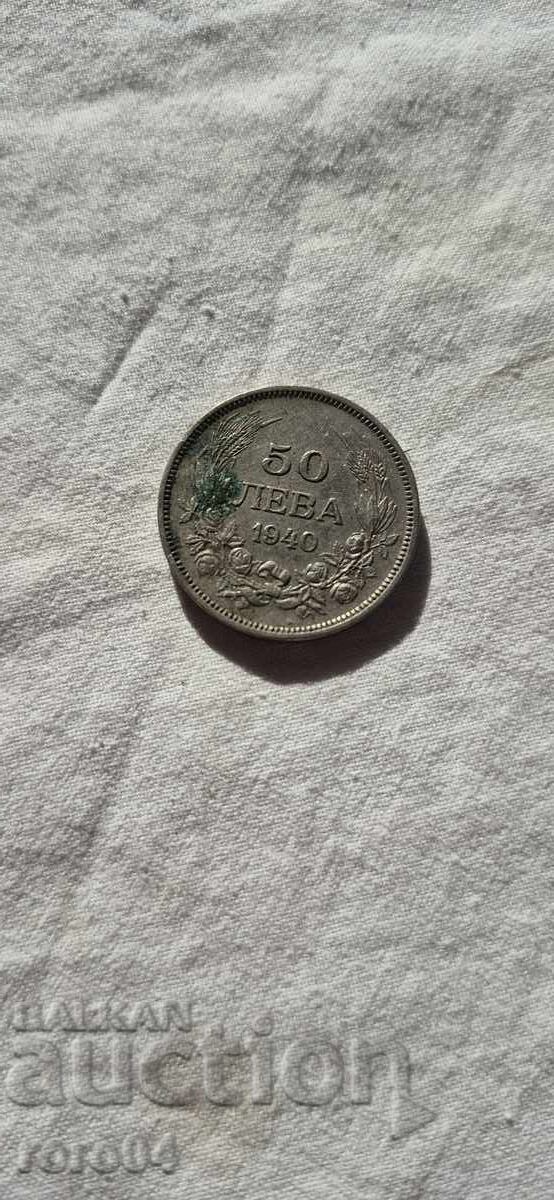 50
ЛЕВА
1940
BALKAN
auction
roro04